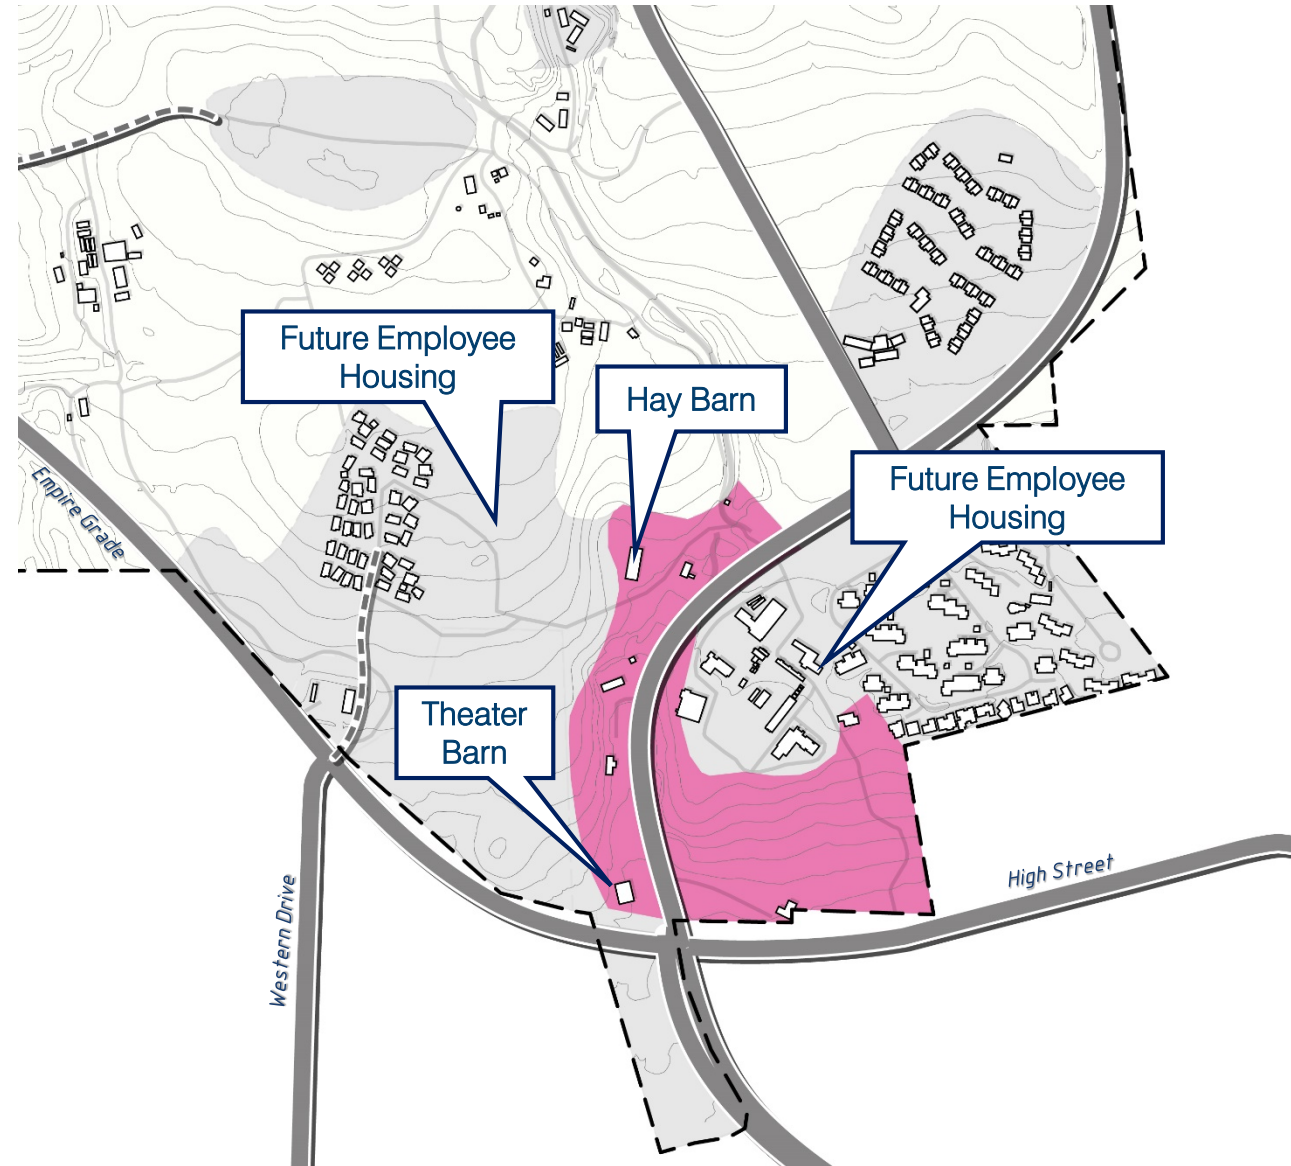 Future Employee
Housing
Hay Barn
Empire Grade
Future Employee
Housing
Theater
Barn
High Street
Western Drive